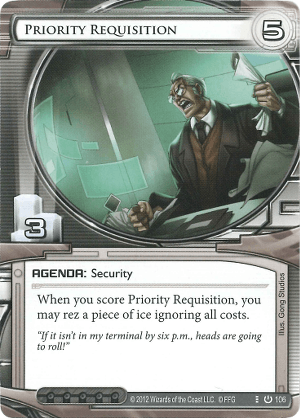 PRIORITY REQUISITION
5
3
AGENDA: Security
When you score Priority Requisition, you
may rez a piece of ice ignoring all costs.
"If it isn't in my terminal by six p.m., heads are going
to roll!"
Illus. Gong Studios
© 2012 Wizards of the Coast LLC. © FFG
106